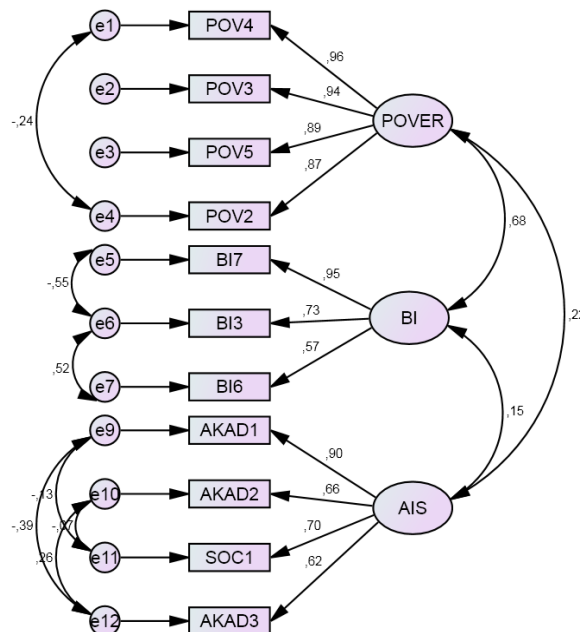 e1
POV4
,96
e2
POV3
,94
POVER
-,24
e3
POV5
,89
,87
e4
POV2
,68
e5
BI7
-,55
,95
,22
e6
BI3
,73
BI
,52
,57
e7
BI6
e9
AKAD1
,15
,90
-,13
e10
AKAD2
,66
AIS
-,39
-,07
,26
e11
SOC1
,70
,62
e12
AKAD3